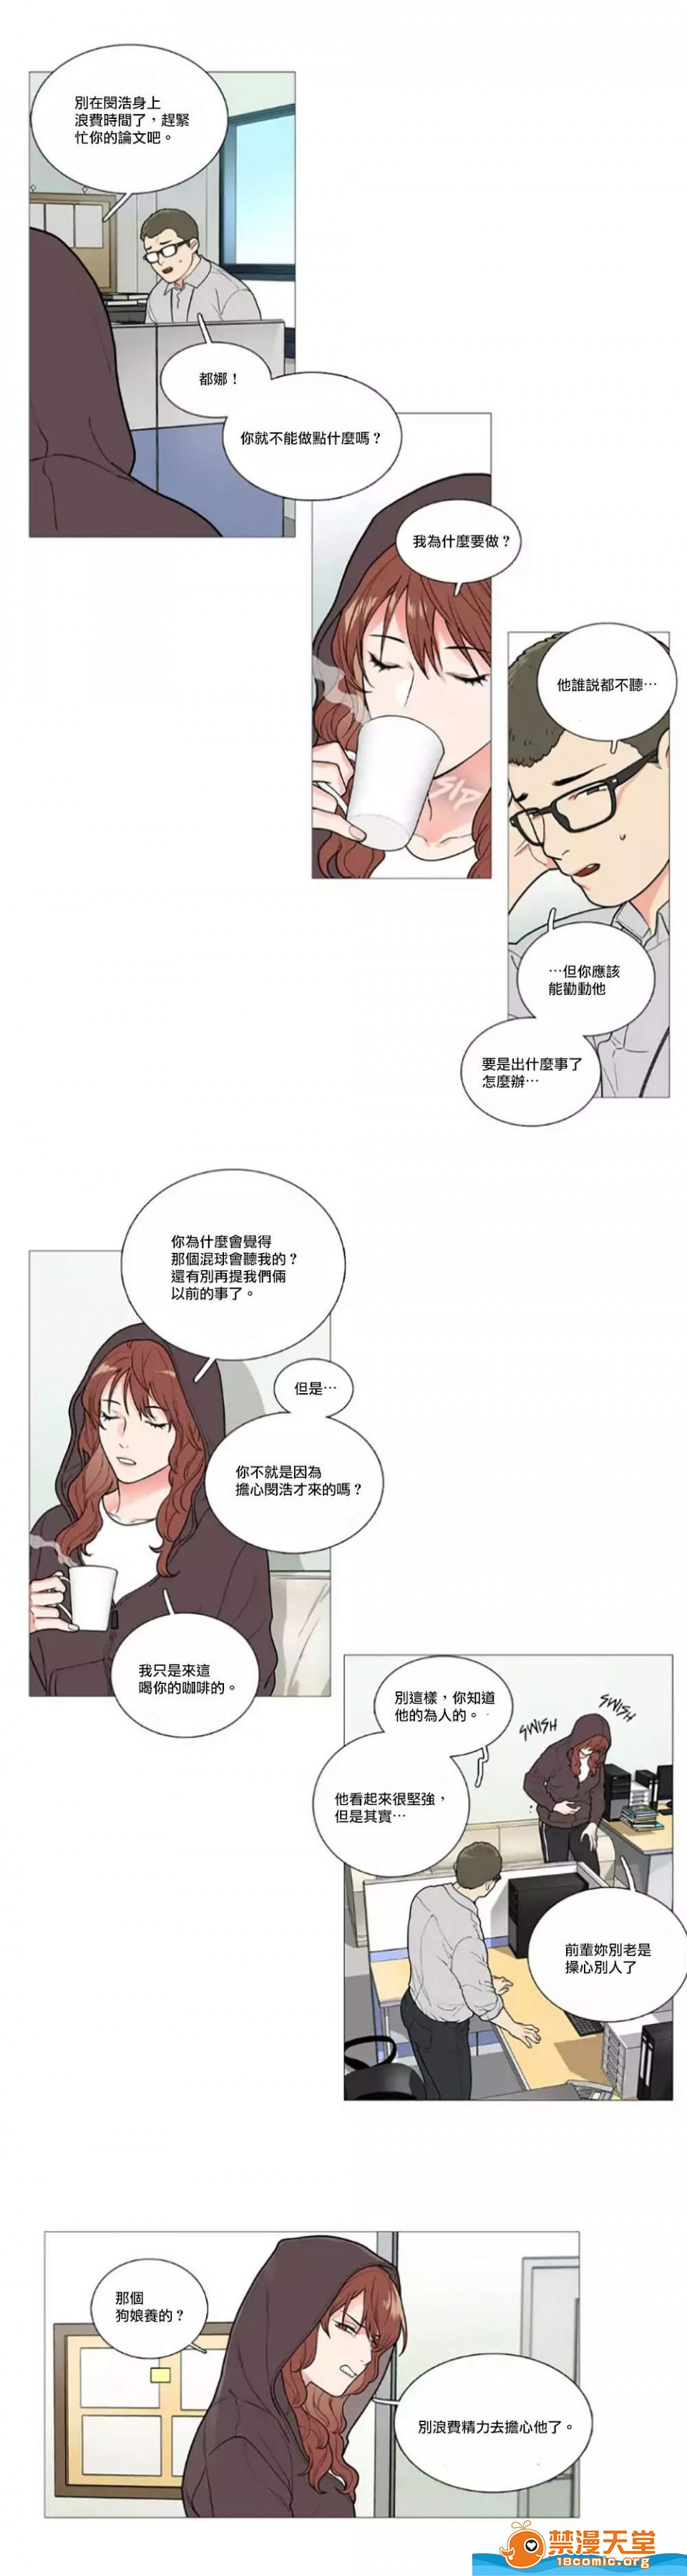 別在閔浩身上
浪費時間了，趕緊
忙你的論文吧。
都娜！
你就不能做點什麼嗎？
我為什麼要做？
SIP
他誰説都不聽…
…但你應該
能勸動他
要是出什麼事了
怎麼辦…
你為什麼會覺得
那個混球會聽我的？
還有別再提我們倆
以前的事了。
但是…
你不就是因為
擔心閔浩才來的嗎？
我只是來這
喝你的咖啡的。
別這樣，你知道
他的為人的。
SWISH
SWISH
他看起來很堅強，
但是其實…
前輩妳別老是
操心別人了
那個
狗娘養的？
別浪費精力去擔心他了。
禁漫天堂
18comic.org